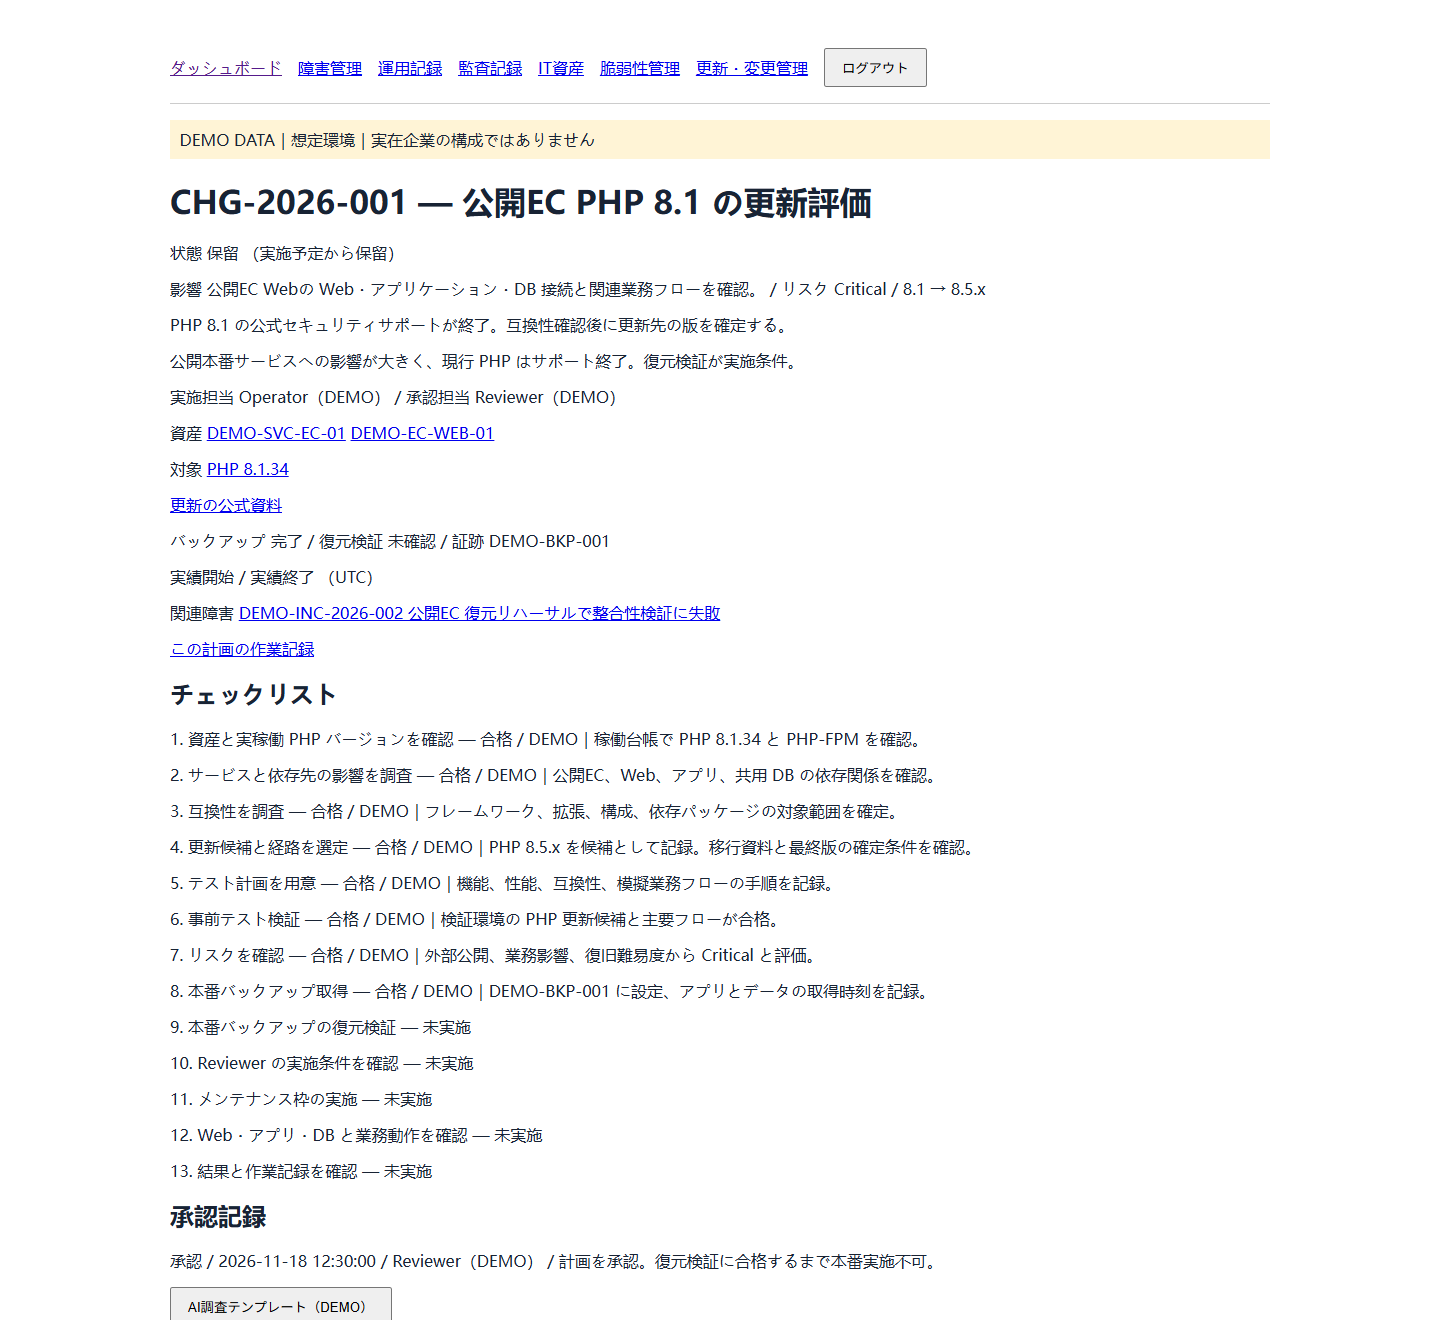 ダッシュボード 障害管理 運用記録 監査記録 IT資産 脆弱性管理 更新・変更管理 ログアウト
DEMO DATA | 想定環境 | 実在企業の構成ではありません
CHG-2026-001 — 公開EC PHP 8.1 の更新評価
状態 保留 （実施予定から保留）
影響 公開EC Webの Web・アプリケーション・DB 接続と関連業務フローを確認。 / リスク Critical / 8.1 → 8.5.x
PHP 8.1 の公式セキュリティサポートが終了。互換性確認後に更新先の版を確定する。
公開本番サービスへの影響が大きく、現行 PHP はサポート終了。復元検証が実施条件。
実施担当 Operator（DEMO） / 承認担当 Reviewer（DEMO）
資産 DEMO-SVC-EC-01 DEMO-EC-WEB-01
対象 PHP 8.1.34
更新の公式資料
バックアップ 完了 / 復元検証 未確認 / 証跡 DEMO-BKP-001
実績開始 / 実績終了 （UTC）
関連障害 DEMO-INC-2026-002 公開EC 復元リハーサルで整合性検証に失敗
この計画の作業記録
チェックリスト
1. 資産と実稼働 PHP バージョンを確認 — 合格 / DEMO | 稼働台帳で PHP 8.1.34 と PHP-FPM を確認。
2. サービスと依存先の影響を調査 — 合格 / DEMO | 公開EC、Web、アプリ、共用 DB の依存関係を確認。
3. 互換性を調査 — 合格 / DEMO | フレームワーク、拡張、構成、依存パッケージの対象範囲を確定。
4. 更新候補と経路を選定 — 合格 / DEMO | PHP 8.5.x を候補として記録。移行資料と最終版の確定条件を確認。
5. テスト計画を用意 — 合格 / DEMO | 機能、性能、互換性、模擬業務フローの手順を記録。
6. 事前テスト検証 — 合格 / DEMO | 検証環境の PHP 更新候補と主要フローが合格。
7. リスクを確認 — 合格 / DEMO | 外部公開、業務影響、復旧難易度から Critical と評価。
8. 本番バックアップ取得 — 合格 / DEMO | DEMO-BKP-001 に設定、アプリとデータの取得時刻を記録。
9. 本番バックアップの復元検証 — 未実施
10. Reviewer の実施条件を確認 — 未実施
11. メンテナンス枠の実施 — 未実施
12. Web・アプリ・DB と業務動作を確認 — 未実施
13. 結果と作業記録を確認 — 未実施
承認記録
承認 / 2026-11-18 12:30:00 / Reviewer（DEMO） / 計画を承認。復元検証に合格するまで本番実施不可。
AI調査テンプレート（DEMO）